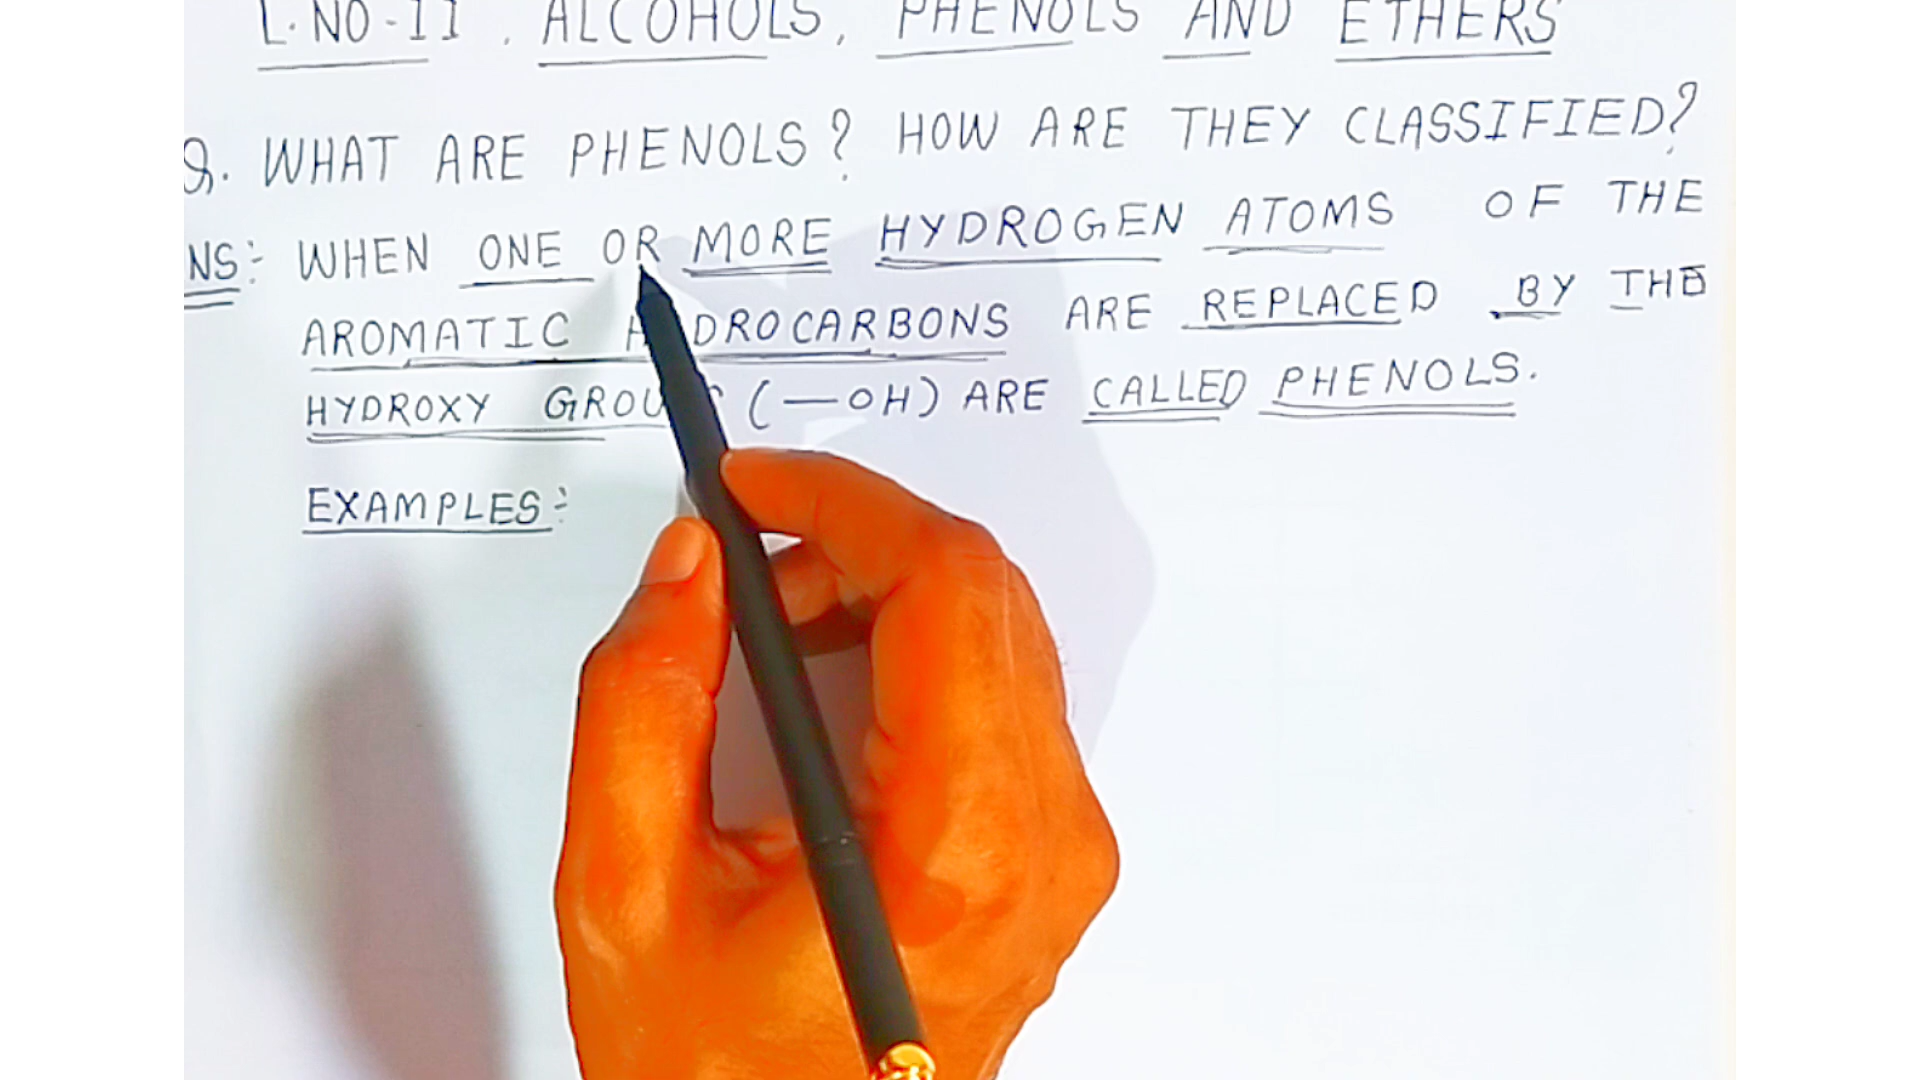 L.NO-11. ALCOHOLS, PHENOLS AND ETHERS
Q. WHAT ARE PHENOLS? HOW ARE THEY CLASSIFIED?
NS:- WHEN ONE OR MORE HYDROGEN ATOMS OF THE
AROMATIC H DROCARBONS ARE REPLACED BY THE
HYDROXY GROU (—OH) ARE CALLED PHENOLS.
EXAMPLES:-